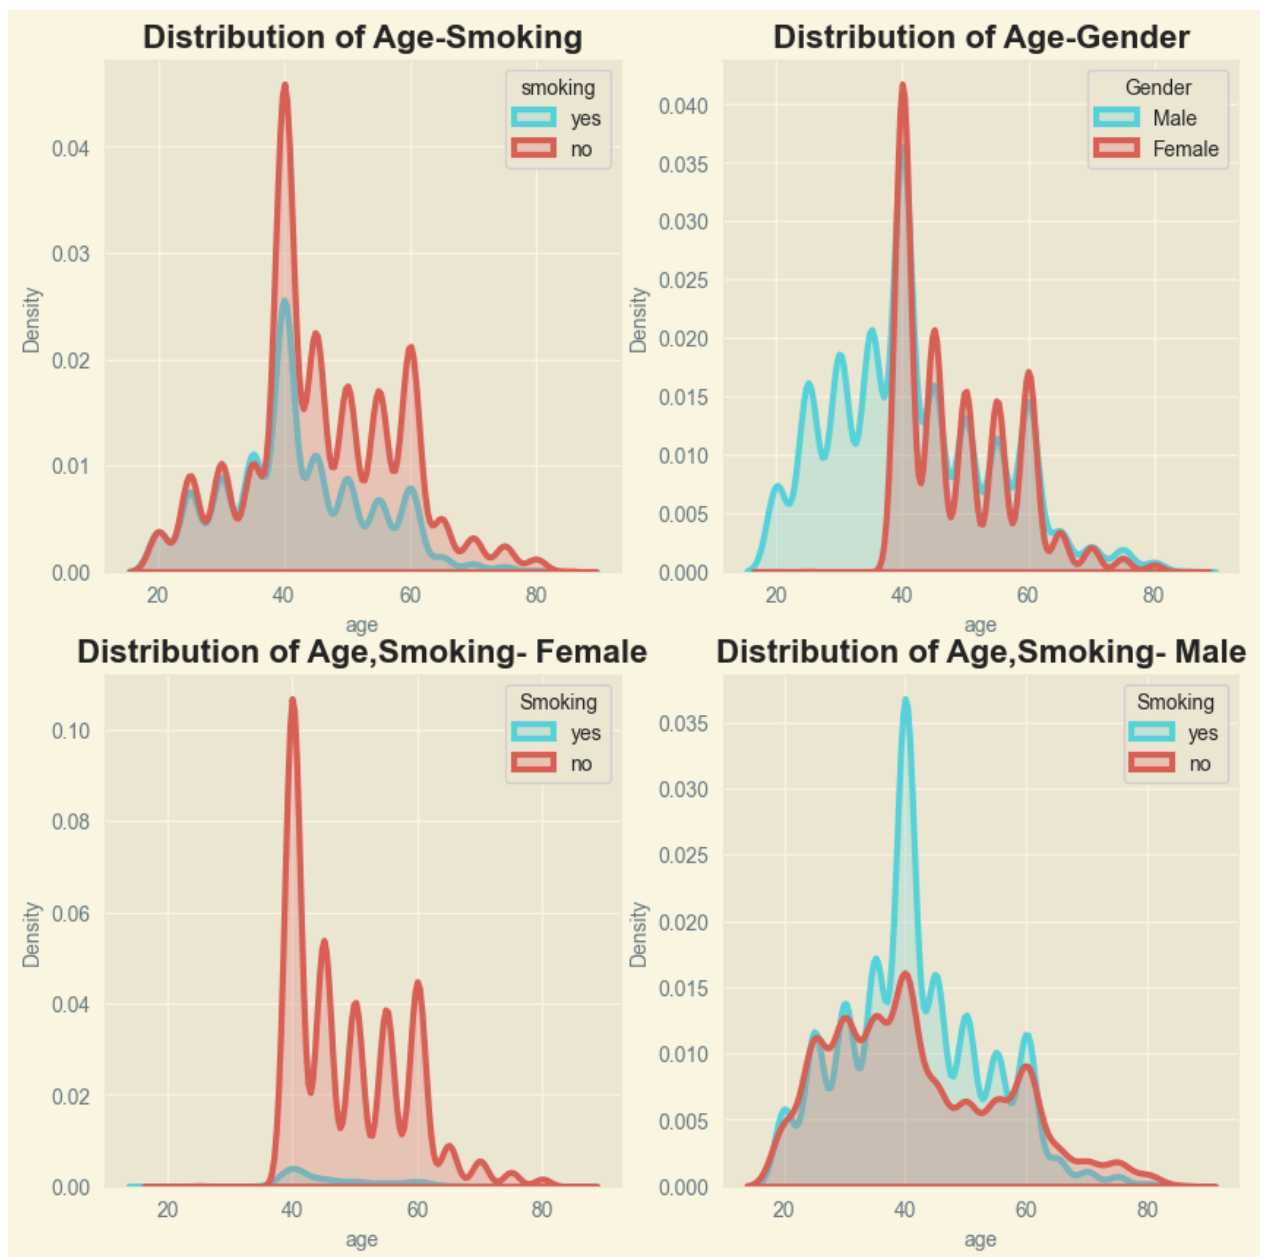 Distribution of Age-Smoking
smoking
yes
no
0.04
0.03
0.02
0.01
0.00
Density
20 40 60 80
age
Distribution of Age-Gender
Gender
Male
Female
0.040
0.035
0.030
0.025
0.020
0.015
0.010
0.005
0.000
Density
20 40 60 80
age
Distribution of Age,Smoking- Female
Smoking
yes
no
0.10
0.08
0.06
0.04
0.02
0.00
Density
20 40 60 80
age
Distribution of Age,Smoking- Male
Smoking
yes
no
0.035
0.030
0.025
0.020
0.015
0.010
0.005
0.000
Density
20 40 60 80
age